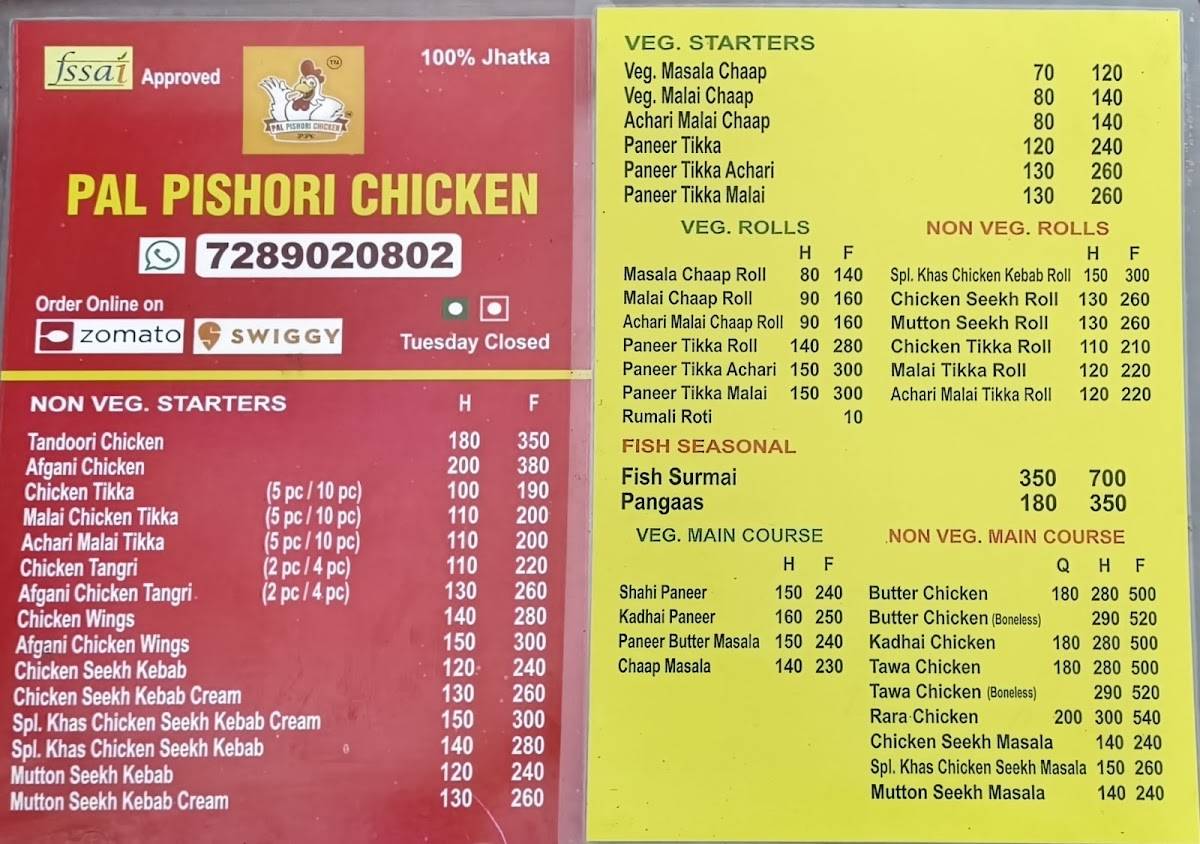 fssai Approved
100% Jhatka
TM
PAL PISHORI CHICKEN
PAL PISHORI CHICKEN
7289020802
Order Online on
zomato SWIGGY
Tuesday Closed
NON VEG. STARTERS H F
Tandoori Chicken 180 350
Afgani Chicken 200 380
Chicken Tikka (5 pc / 10 pc) 100 190
Malai Chicken Tikka (5 pc / 10 pc) 110 200
Achari Malai Tikka (5 pc / 10 pc) 110 200
Chicken Tangri (2 pc / 4 pc) 110 220
Afgani Chicken Tangri (2 pc / 4 pc) 130 260
Chicken Wings 140 280
Afgani Chicken Wings 150 300
Chicken Seekh Kebab 120 240
Chicken Seekh Kebab Cream 130 260
Spl. Khas Chicken Seekh Kebab Cream 150 300
Spl. Khas Chicken Seekh Kebab 140 280
Mutton Seekh Kebab 120 240
Mutton Seekh Kebab Cream 130 260
VEG. STARTERS
Veg. Masala Chaap 70 120
Veg. Malai Chaap 80 140
Achari Malai Chaap 80 140
Paneer Tikka 120 240
Paneer Tikka Achari 130 260
Paneer Tikka Malai 130 260
VEG. ROLLS
H F
Masala Chaap Roll 80 140
Malai Chaap Roll 90 160
Achari Malai Chaap Roll 90 160
Paneer Tikka Roll 140 280
Paneer Tikka Achari 150 300
Paneer Tikka Malai 150 300
Rumali Roti 10
NON VEG. ROLLS
H F
Spl. Khas Chicken Kebab Roll 150 300
Chicken Seekh Roll 130 260
Mutton Seekh Roll 130 260
Chicken Tikka Roll 110 210
Malai Tikka Roll 120 220
Achari Malai Tikka Roll 120 220
FISH SEASONAL
Fish Surmai 350 700
Pangaas 180 350
VEG. MAIN COURSE
H F
Shahi Paneer 150 240
Kadhai Paneer 160 250
Paneer Butter Masala 150 240
Chaap Masala 140 230
NON VEG. MAIN COURSE
Q H F
Butter Chicken 180 280 500
Butter Chicken (Boneless) 290 520
Kadhai Chicken 180 280 500
Tawa Chicken 180 280 500
Tawa Chicken (Boneless) 290 520
Rara Chicken 200 300 540
Chicken Seekh Masala 140 240
Spl. Khas Chicken Seekh Masala 150 260
Mutton Seekh Masala 140 240